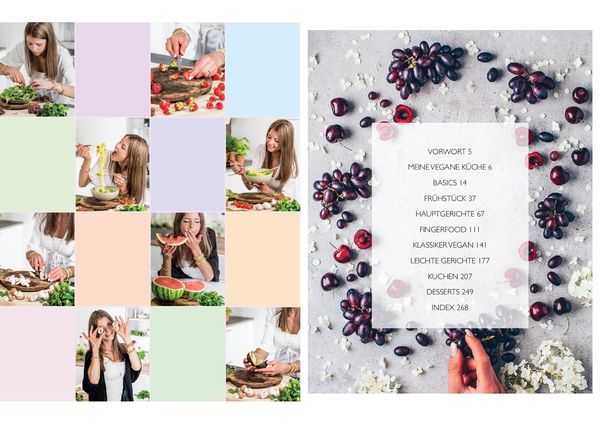 VORWORT 5
MEINE VEGANE KÜCHE 6
BASICS 14
FRÜHSTÜCK 37
HAUPTGERICHTE 67
FINGERFOOD 111
KLASSIKER VEGAN 141
LEICHTE GERICHTE 177
KUCHEN 207
DESSERTS 249
INDEX 268